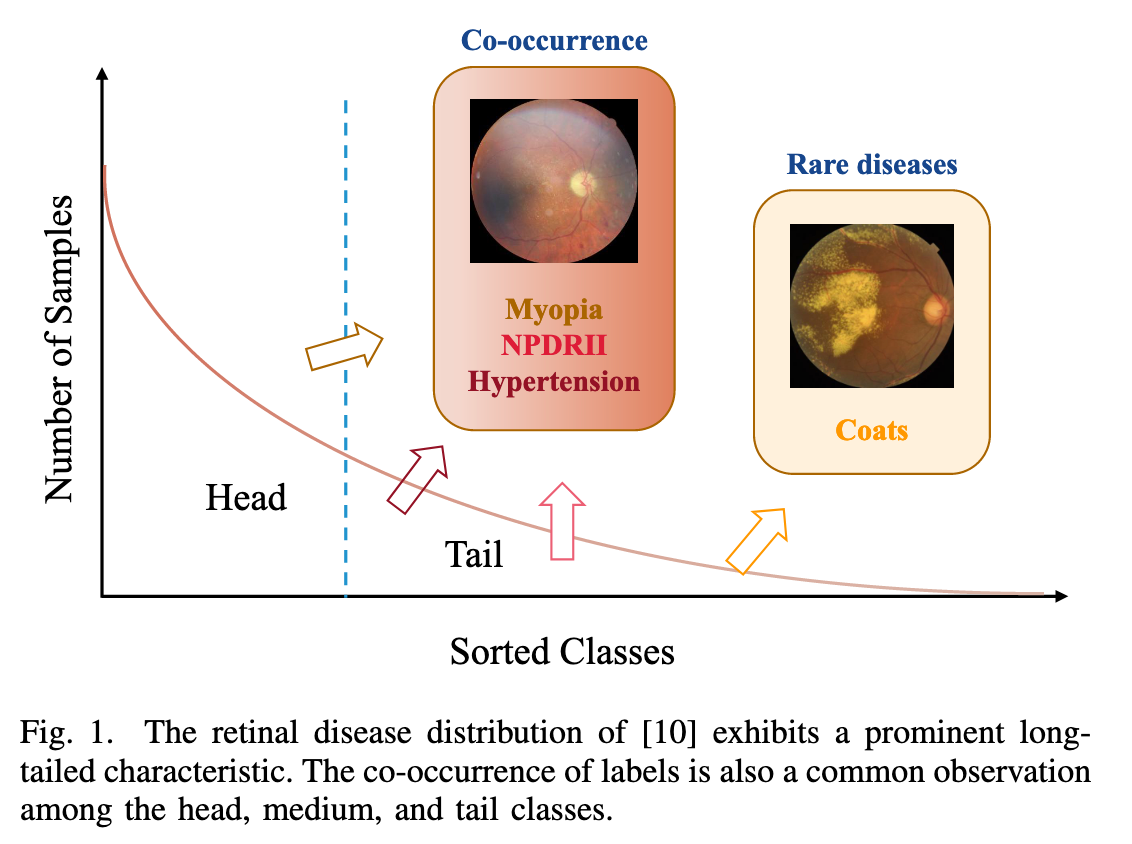 Co-occurrence
Rare diseases
Number of Samples
Myopia
NPDRII
Hypertension
Coats
Head
Tail
Sorted Classes
Fig. 1. The retinal disease distribution of [10] exhibits a prominent long-
tailed characteristic. The co-occurrence of labels is also a common observation
among the head, medium, and tail classes.